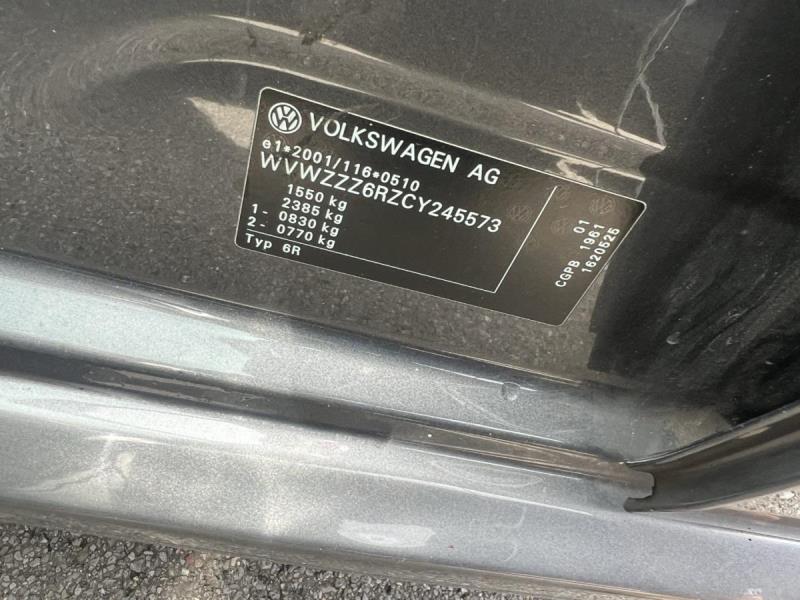 VOLKSWAGEN AG
e1*2001/116*0510
WVWZZZ6RZCY245573
1550 kg
2385 kg
1- 0830 kg
2- 0770 kg
Typ 6R
01
CGPB 1961
1620525